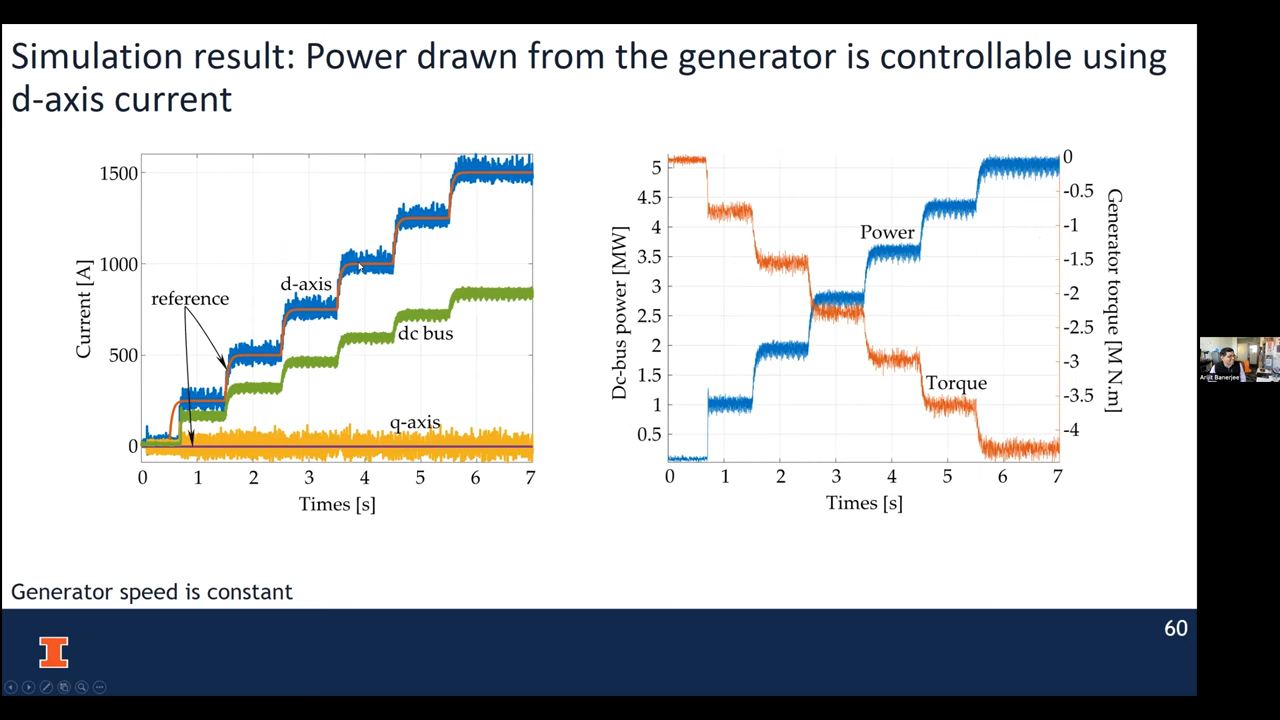 Simulation result: Power drawn from the generator is controllable using
d-axis current
1500
1000
500
0
Current [A]
reference
d-axis
dc bus
q-axis
0 1 2 3 4 5 6 7
Times [s]
5
4.5
4
3.5
3
2.5
2
1.5
1
0.5
Dc-bus power [MW]
Power
Torque
0
-0.5
-1
-1.5
-2
-2.5
-3
-3.5
-4
Generator torque [M N.m]
0 1 2 3 4 5 6 7
Times [s]
Generator speed is constant
60
Arijit Banerjee